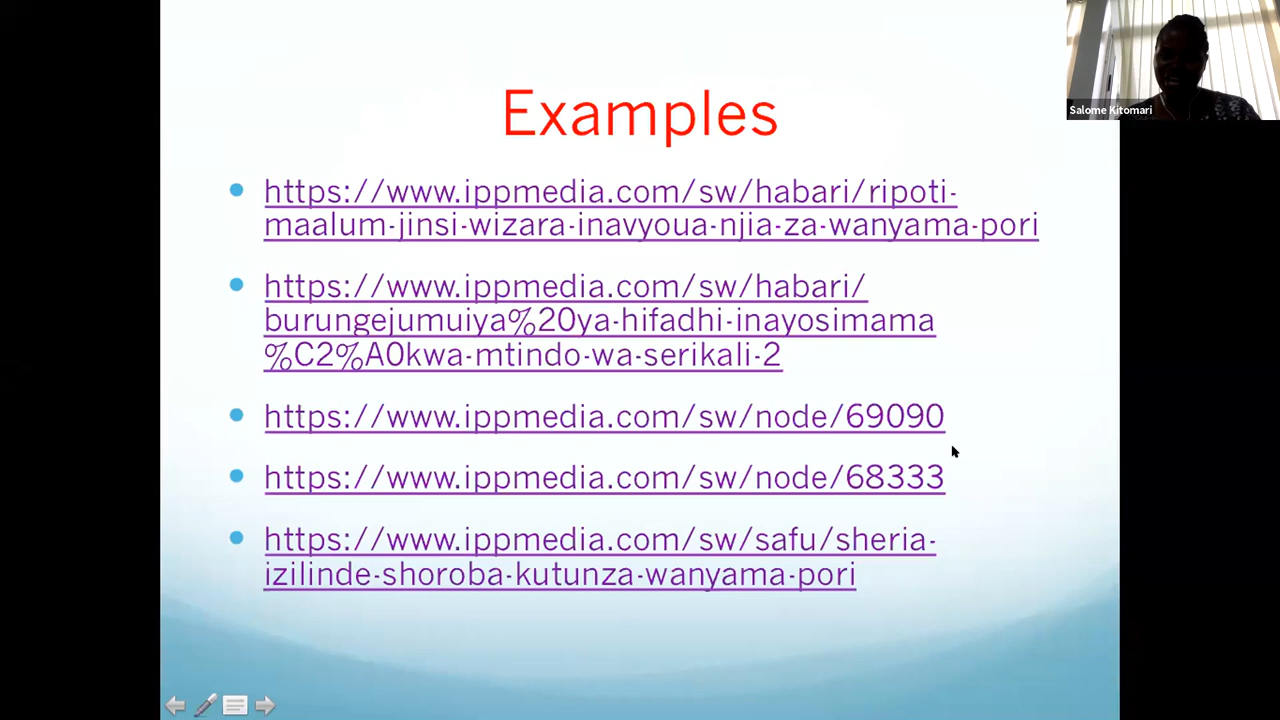 Salome Kitomari
Examples
https://www.ippmedia.com/sw/habari/ripoti-
maalum-jinsi-wizara-inavyoua-njia-za-wanyama-pori
https://www.ippmedia.com/sw/habari/
burungejumuiya%20ya-hifadhi-inayosimama
%C2%A0kwa-mtindo-wa-serikali-2
https://www.ippmedia.com/sw/node/69090
https://www.ippmedia.com/sw/node/68333
https://www.ippmedia.com/sw/safu/sheria-
izilinde-shoroba-kutunza-wanyama-pori